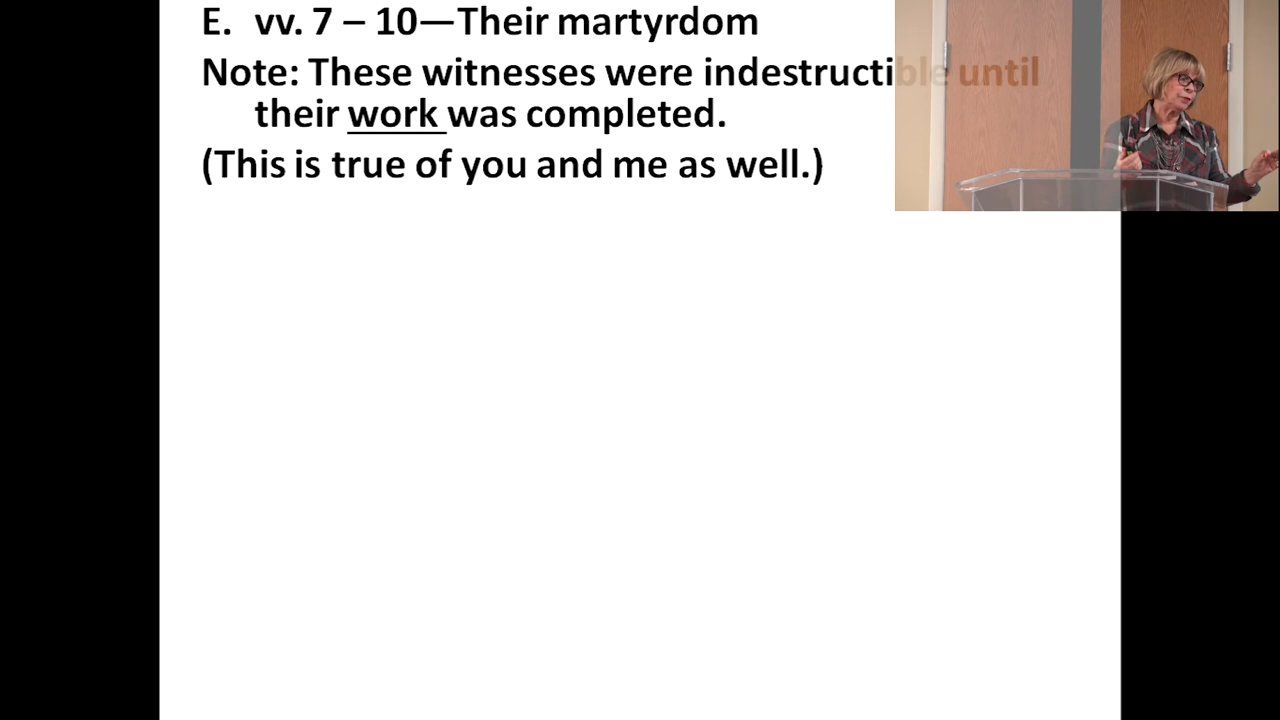 E. vv. 7 – 10—Their martyrdom
Note: These witnesses were indestructible until
their work was completed.
(This is true of you and me as well.)